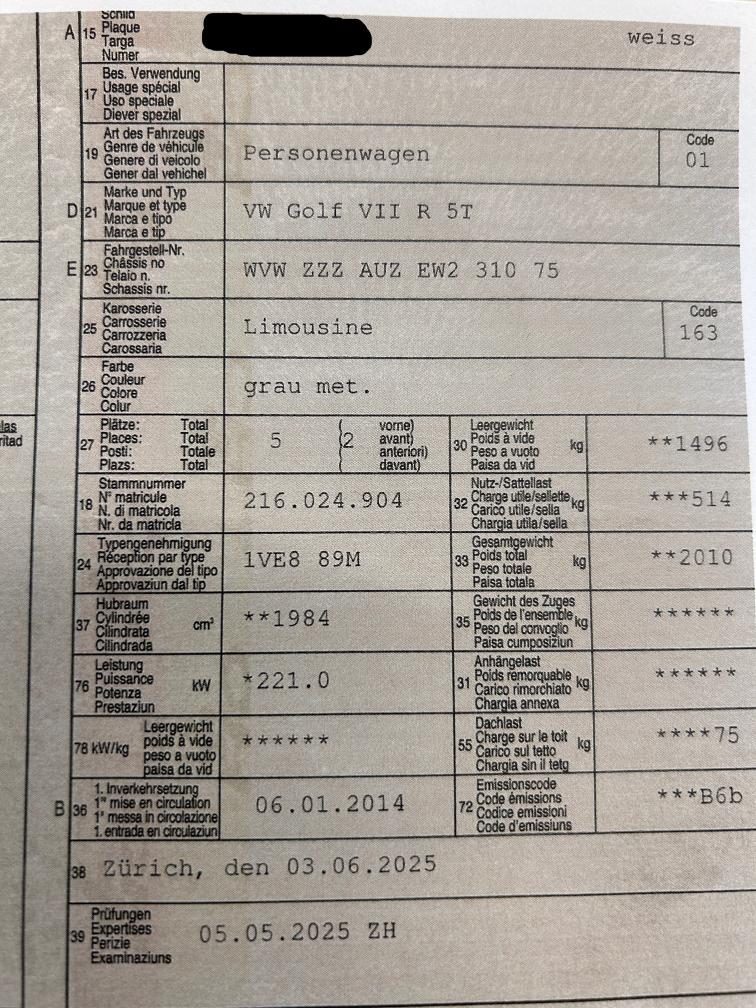 Schild
A 15 Plaque
Targa
Numer
weiss
17 Bes. Verwendung
Usage spécial
Uso speciale
Diever spezial
19 Art des Fahrzeugs
Genre de véhicule
Genere di veicolo
Gener dal vehichel
Personenwagen
Code
01
D 21 Marke und Typ
Marque et type
Marca e tipo
Marca e tip
VW Golf VII R 5T
E 23 Fahrgestell-Nr.
Châssis no
Telaio n.
Schassis nr.
WVW ZZZ AUZ EW2 310 75
25 Karosserie
Carrosserie
Carrozzeria
Carossaria
Limousine
Code
163
26 Farbe
Couleur
Colore
Colur
grau met.
27 Plätze: Total
Places: Total
Posti: Totale
Plazs: Total
5 (2 vorne)
avant)
anteriori)
davant)
30 Leergewicht
Poids à vide kg
Peso a vuoto
Paisa da vid
**1496
18 Stammnummer
N° matricule
N. di matricola
Nr. da matricla
216.024.904
32 Nutz-/Sattellast
Charge utile/sellette kg
Carico utile/sella
Chargia utila/sella
***514
24 Typengenehmigung
Réception par type
Approvazione del tipo
Approvaziun dal tip
1VE8 89M
33 Gesamtgewicht
Poids total kg
Peso totale
Paisa totala
**2010
37 Hubraum
Cylindrée cm³
Cilindrata
Cilindrada
**1984
35 Gewicht des Zuges
Poids de l'ensemble kg
Peso del convoglio
Paisa cumposiziun
******
76 Leistung
Puissance kW
Potenza
Prestaziun
*221.0
31 Anhängelast
Poids remorquable kg
Carico rimorchiato
Chargia annexa
******
78 kW/kg Leergewicht
poids à vide
peso a vuoto
paisa da vid
******
55 Dachlast
Charge sur le toit kg
Carico sul tetto
Chargia sin il tetg
****75
B 36 1. Inverkehrsetzung
1re mise en circulation
1a messa in circolazione
1. entrada en circulaziun
06.01.2014
72 Emissionscode
Code émissions
Codice emissioni
Code d'emissiuns
***B6b
38 Zürich, den 03.06.2025
39 Prüfungen
Expertises
Perizie
Examinaziuns
05.05.2025 ZH